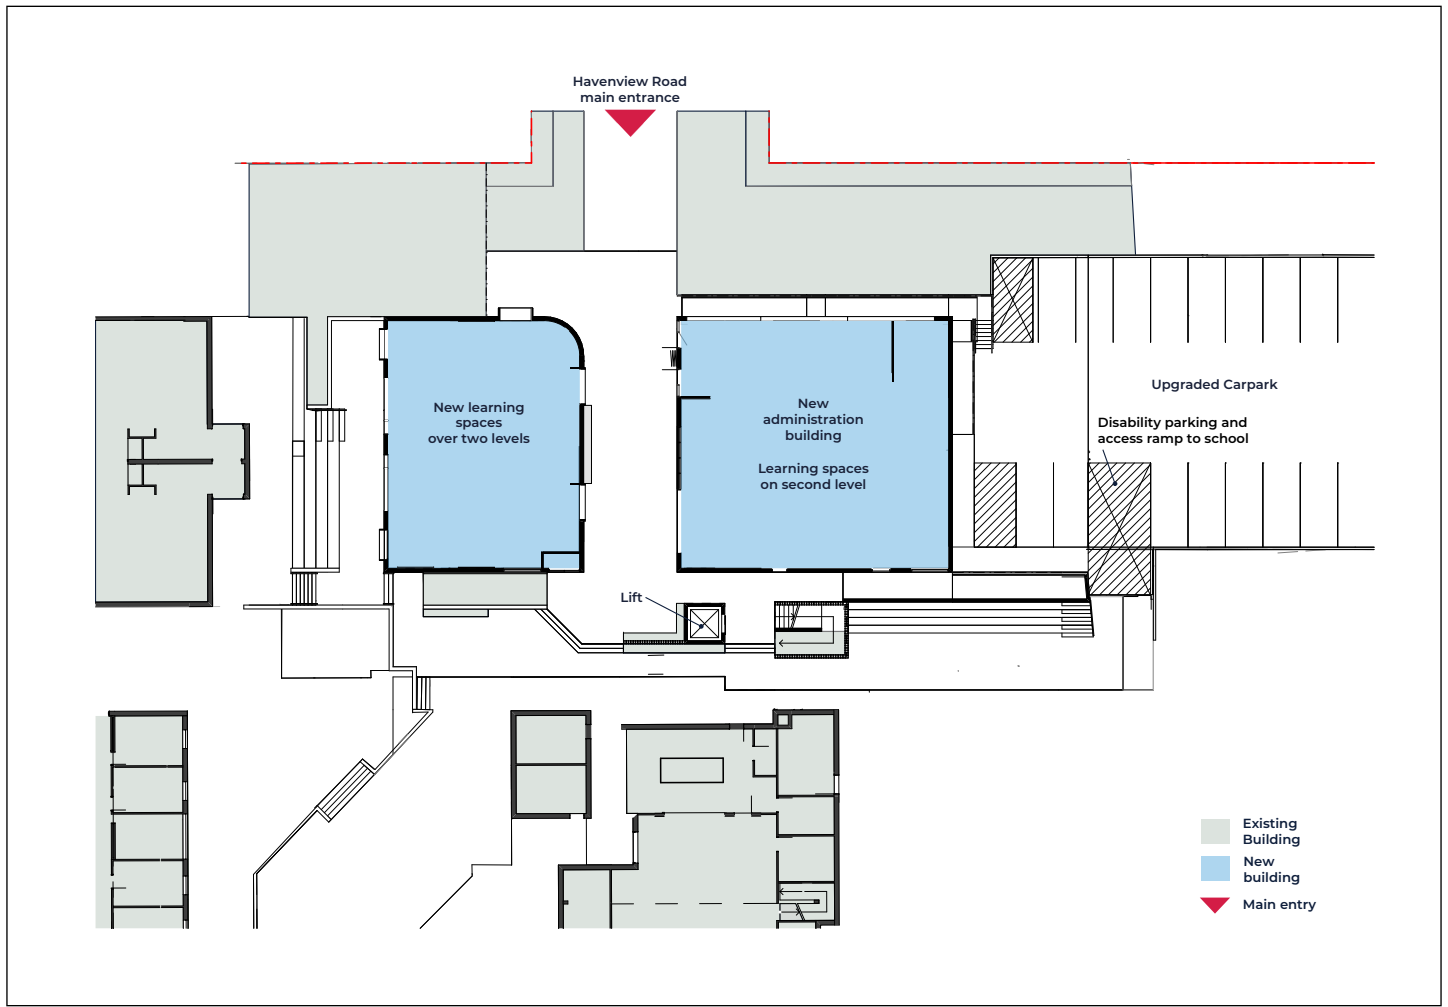 Havenview Road
main entrance
New learning
spaces
over two levels
New
administration
building
Learning spaces
on second level
Upgraded Carpark
Disability parking and
access ramp to school
Lift
Existing
Building
New
building
Main entry